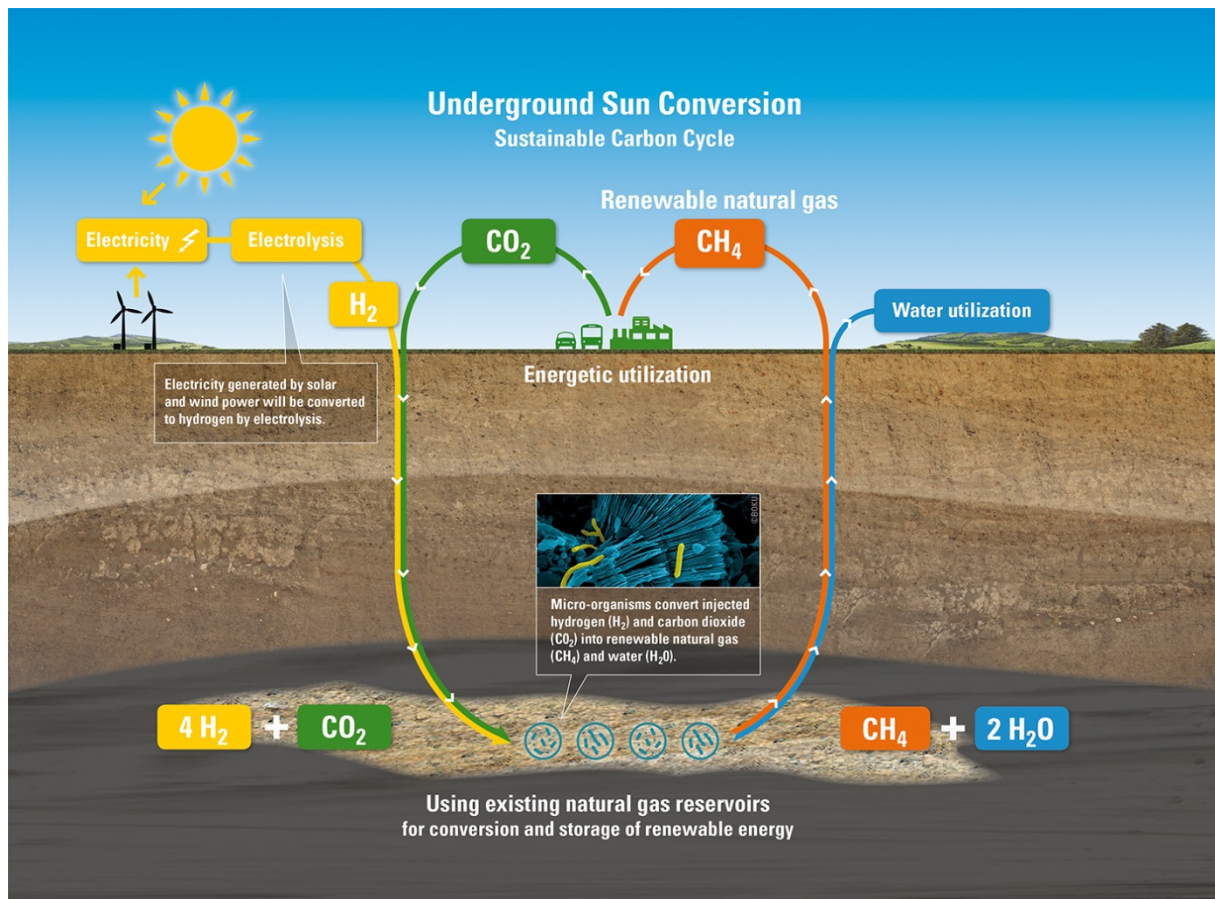 Underground Sun Conversion
Sustainable Carbon Cycle
Renewable natural gas
Electricity
Electrolysis
CO₂
CH₄
H₂
Water utilization
Energetic utilization
Electricity generated by solar
and wind power will be converted
to hydrogen by electrolysis.
©BOKU
Micro-organisms convert injected
hydrogen (H₂) and carbon dioxide
(CO₂) into renewable natural gas
(CH₄) and water (H₂O).
4 H₂ + CO₂
CH₄ + 2 H₂O
Using existing natural gas reservoirs
for conversion and storage of renewable energy